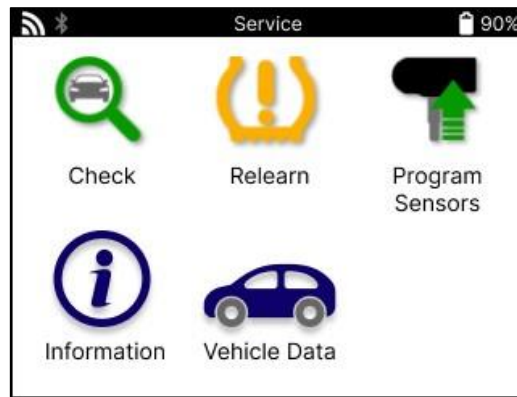 Service 90%
Check Relearn Program
Sensors
Information Vehicle Data